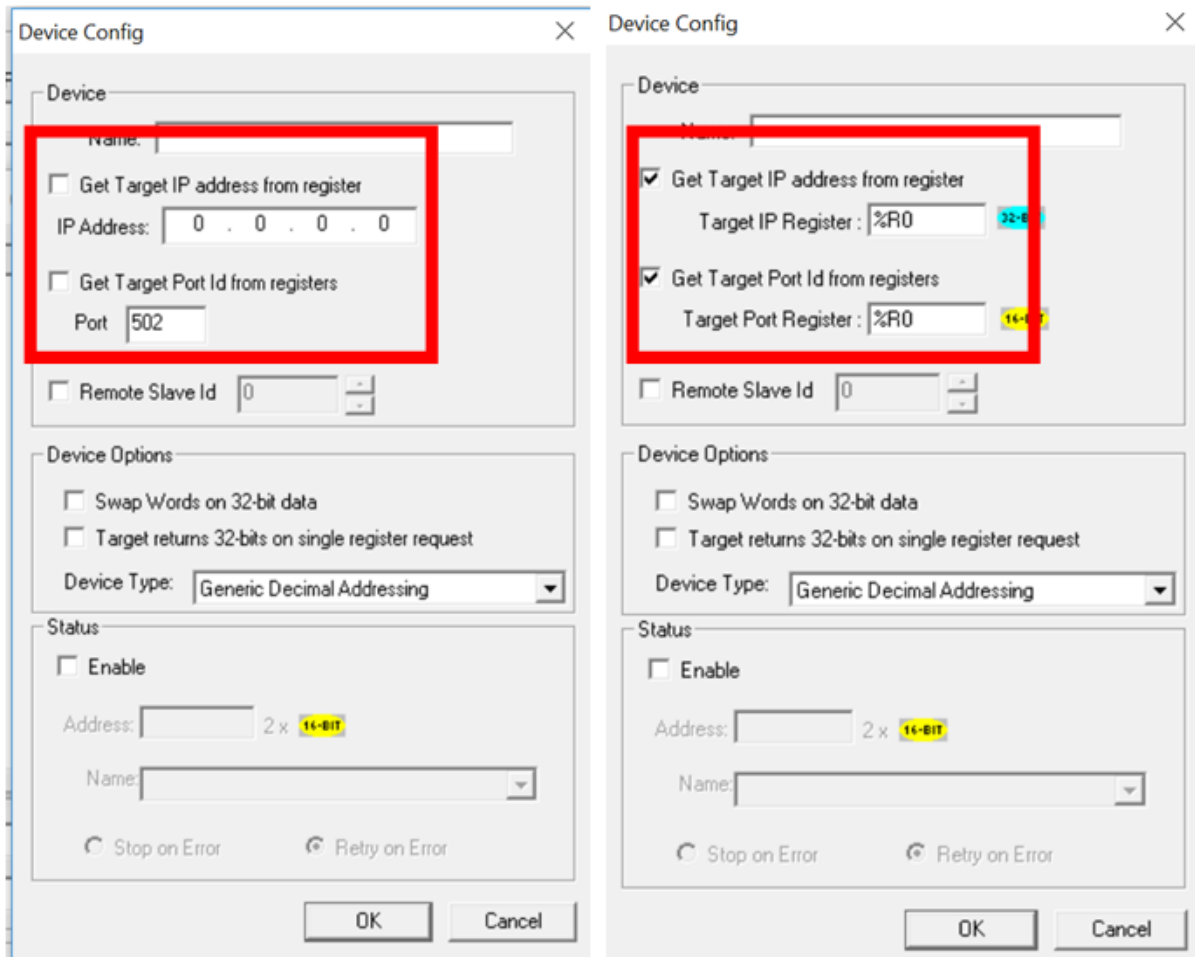 Device Config
Device
Name:
Get Target IP address from register
IP Address: 0 . 0 . 0 . 0
Get Target Port Id from registers
Port 502
Remote Slave Id 0
Device Options
Swap Words on 32-bit data
Target returns 32-bits on single register request
Device Type: Generic Decimal Addressing
Status
Enable
Address: 2 x 16-BIT
Name:
Stop on Error Retry on Error
OK Cancel
Device Config
Device
Name:
Get Target IP address from register
Target IP Register : %R0 32-BIT
Get Target Port Id from registers
Target Port Register : %R0 16-BIT
Remote Slave Id 0
Device Options
Swap Words on 32-bit data
Target returns 32-bits on single register request
Device Type: Generic Decimal Addressing
Status
Enable
Address: 2 x 16-BIT
Name:
Stop on Error Retry on Error
OK Cancel